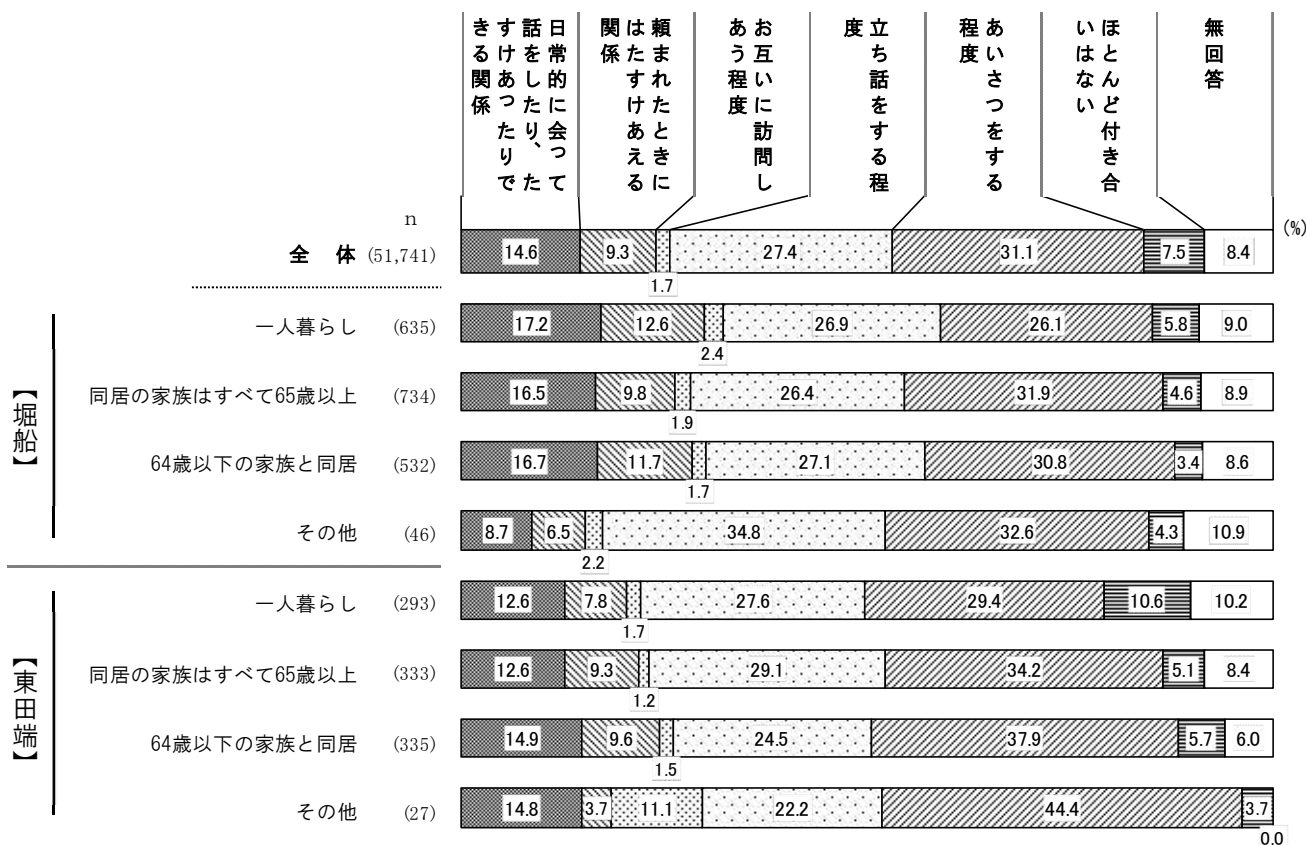 日常的に会って
話をしたり、た
すけあったりで
きる関係
頼まれたときに
はたすけあえる
関係
お互いに訪問し
あう程度
立ち話をする程
度
あいさつをする
程度
ほとんど付き合
いはない
無回答
(%)
n
全 体 (51,741) 14.6 9.3 1.7 27.4 31.1 7.5 8.4
【堀船】
一人暮らし (635) 17.2 12.6 2.4 26.9 26.1 5.8 9.0
同居の家族はすべて65歳以上 (734) 16.5 9.8 1.9 26.4 31.9 4.6 8.9
64歳以下の家族と同居 (532) 16.7 11.7 1.7 27.1 30.8 3.4 8.6
その他 (46) 8.7 6.5 2.2 34.8 32.6 4.3 10.9
【東田端】
一人暮らし (293) 12.6 7.8 1.7 27.6 29.4 10.6 10.2
同居の家族はすべて65歳以上 (333) 12.6 9.3 1.2 29.1 34.2 5.1 8.4
64歳以下の家族と同居 (335) 14.9 9.6 1.5 24.5 37.9 5.7 6.0
その他 (27) 14.8 3.7 11.1 22.2 44.4 3.7 0.0